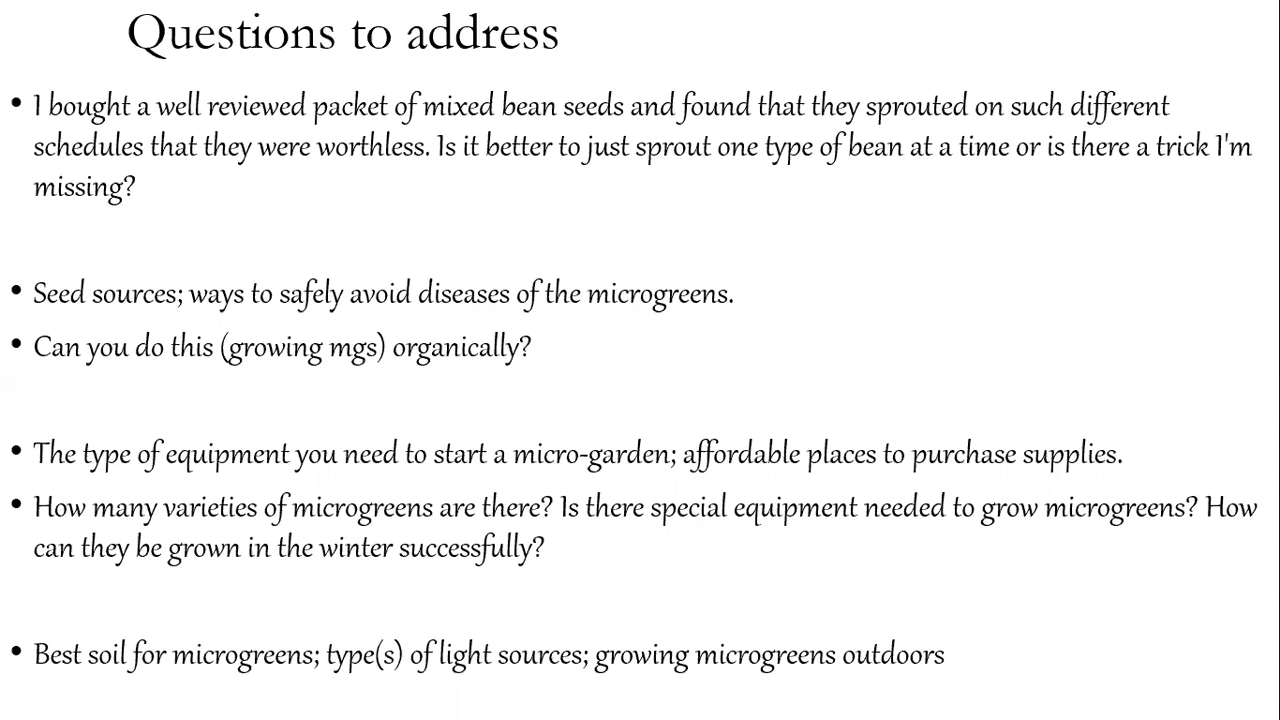 Questions to address
• I bought a well reviewed packet of mixed bean seeds and found that they sprouted on such different
schedules that they were worthless. Is it better to just sprout one type of bean at a time or is there a trick I'm
missing?
• Seed sources; ways to safely avoid diseases of the microgreens.
• Can you do this (growing mgs) organically?
• The type of equipment you need to start a micro-garden; affordable places to purchase supplies.
• How many varieties of microgreens are there? Is there special equipment needed to grow microgreens? How
can they be grown in the winter successfully?
• Best soil for microgreens; type(s) of light sources; growing microgreens outdoors